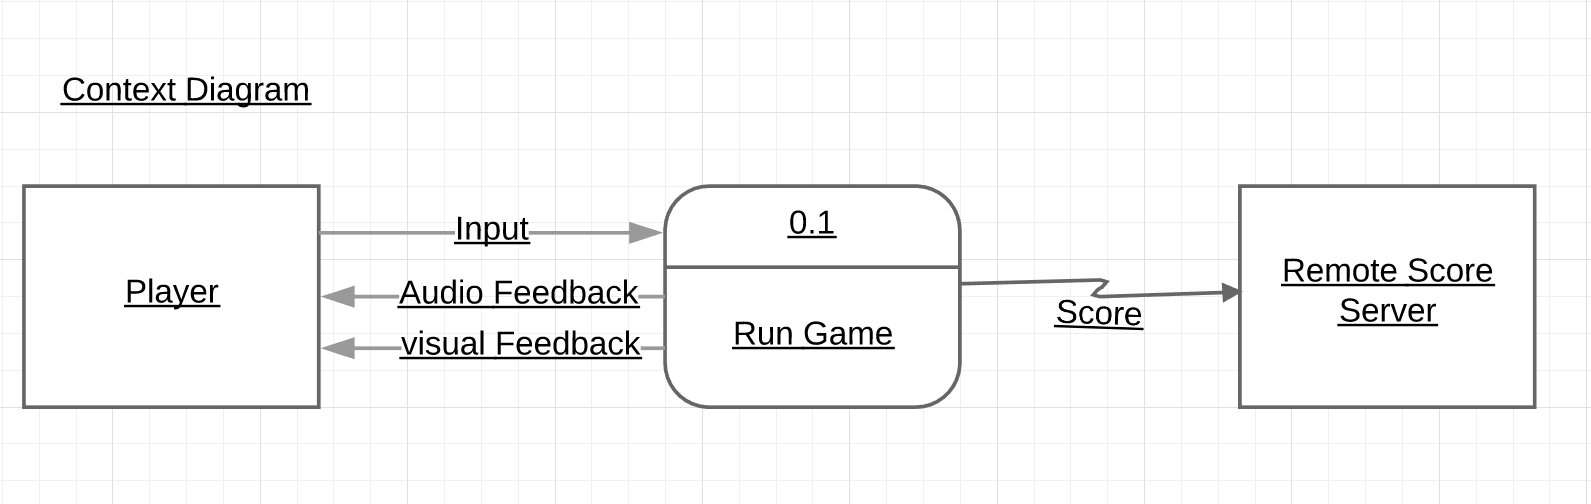 Context Diagram
Player
Input
Audio Feedback
visual Feedback
0.1
Run Game
Score
Remote Score
Server